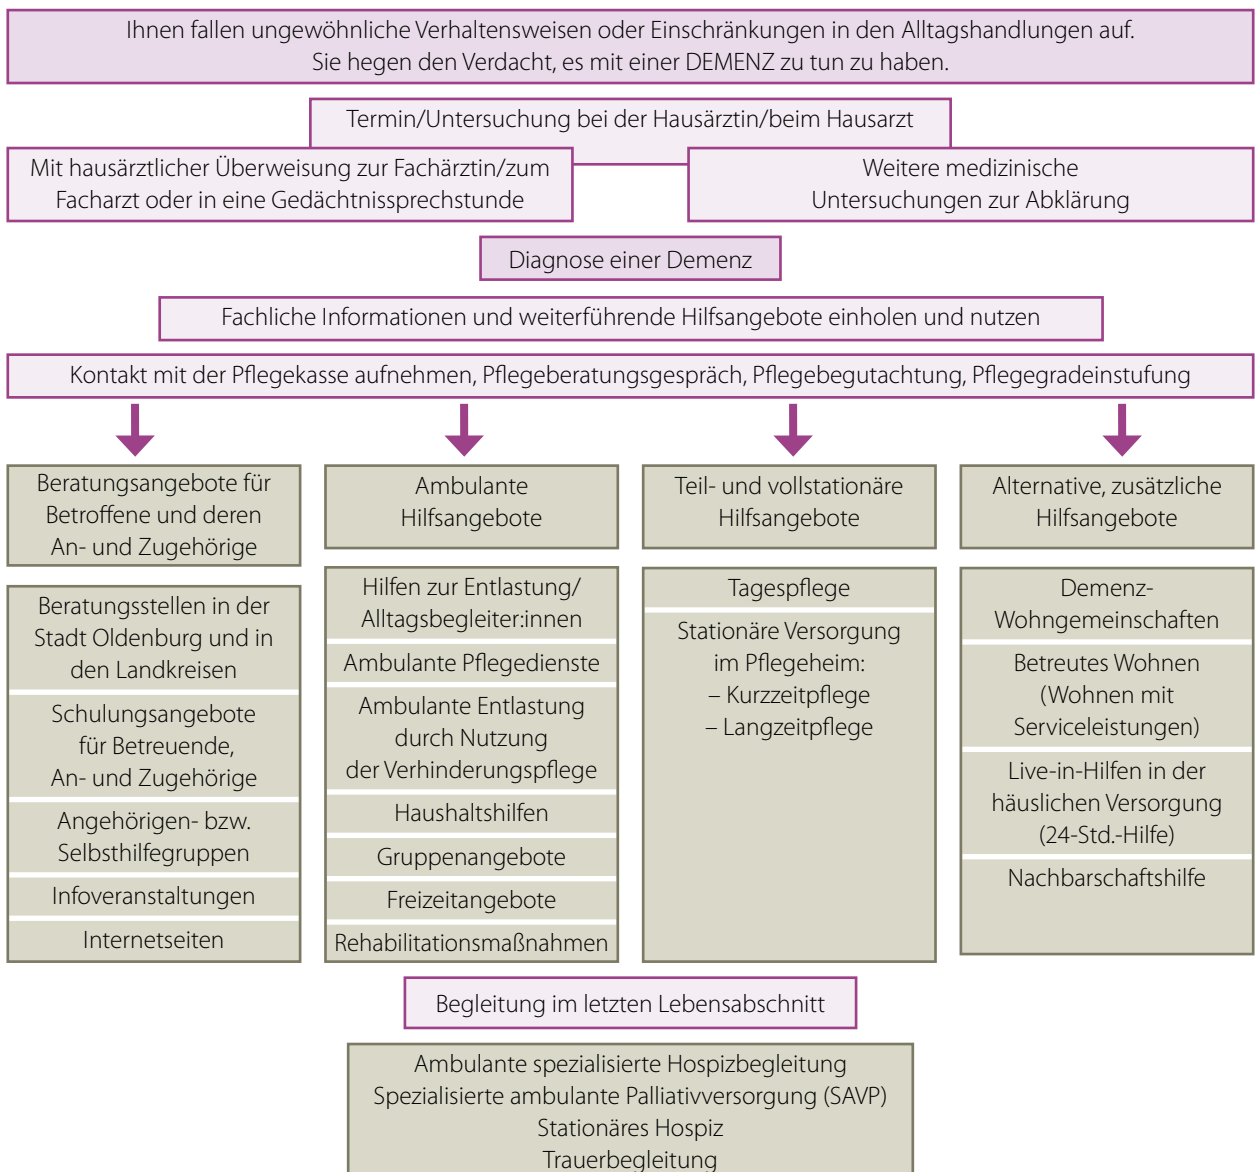 Ihnen fallen ungewöhnliche Verhaltensweisen oder Einschränkungen in den Alltagshandlungen auf.
Sie hegen den Verdacht, es mit einer DEMENZ zu tun zu haben.
Termin/Untersuchung bei der Hausärztin/beim Hausarzt
Mit hausärztlicher Überweisung zur Fachärztin/zum
Facharzt oder in eine Gedächtnissprechstunde
Weitere medizinische
Untersuchungen zur Abklärung
Diagnose einer Demenz
Fachliche Informationen und weiterführende Hilfsangebote einholen und nutzen
Kontakt mit der Pflegekasse aufnehmen, Pflegeberatungsgespräch, Pflegebegutachtung, Pflegegradeinstufung
Beratungsangebote für
Betroffene und deren
An- und Zugehörige
Beratungsstellen in der
Stadt Oldenburg und in
den Landkreisen
Schulungsangebote
für Betreuende,
An- und Zugehörige
Angehörigen- bzw.
Selbsthilfegruppen
Infoveranstaltungen
Internetseiten
Ambulante
Hilfsangebote
Hilfen zur Entlastung/
Alltagsbegleiter:innen
Ambulante Pflegedienste
Ambulante Entlastung
durch Nutzung
der Verhinderungspflege
Haushaltshilfen
Gruppenangebote
Freizeitangebote
Rehabilitationsmaßnahmen
Teil- und vollstationäre
Hilfsangebote
Tagespflege
Stationäre Versorgung
im Pflegeheim:
– Kurzzeitpflege
– Langzeitpflege
Alternative, zusätzliche
Hilfsangebote
Demenz-
Wohngemeinschaften
Betreutes Wohnen
(Wohnen mit
Serviceleistungen)
Live-in-Hilfen in der
häuslichen Versorgung
(24-Std.-Hilfe)
Nachbarschaftshilfe
Begleitung im letzten Lebensabschnitt
Ambulante spezialisierte Hospizbegleitung
Spezialisierte ambulante Palliativversorgung (SAVP)
Stationäres Hospiz
Trauerbegleitung